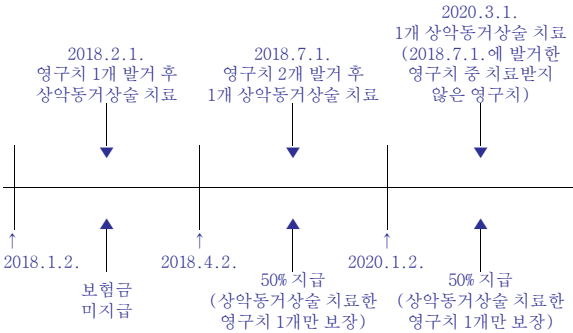 2018.2.1.
영구치 1개 발거 후
상악동거상술 치료
2018.7.1.
영구치 2개 발거 후
1개 상악동거상술 치료
2020.3.1.
1개 상악동거상술 치료
(2018.7.1.에 발거한
영구치 중 치료받지
않은 영구치)
↑
2018.1.2.
보험금
미지급
↑
2018.4.2.
50% 지급
(상악동거상술 치료한
영구치 1개만 보장)
↑
2020.1.2.
50% 지급
(상악동거상술 치료한
영구치 1개만 보장)